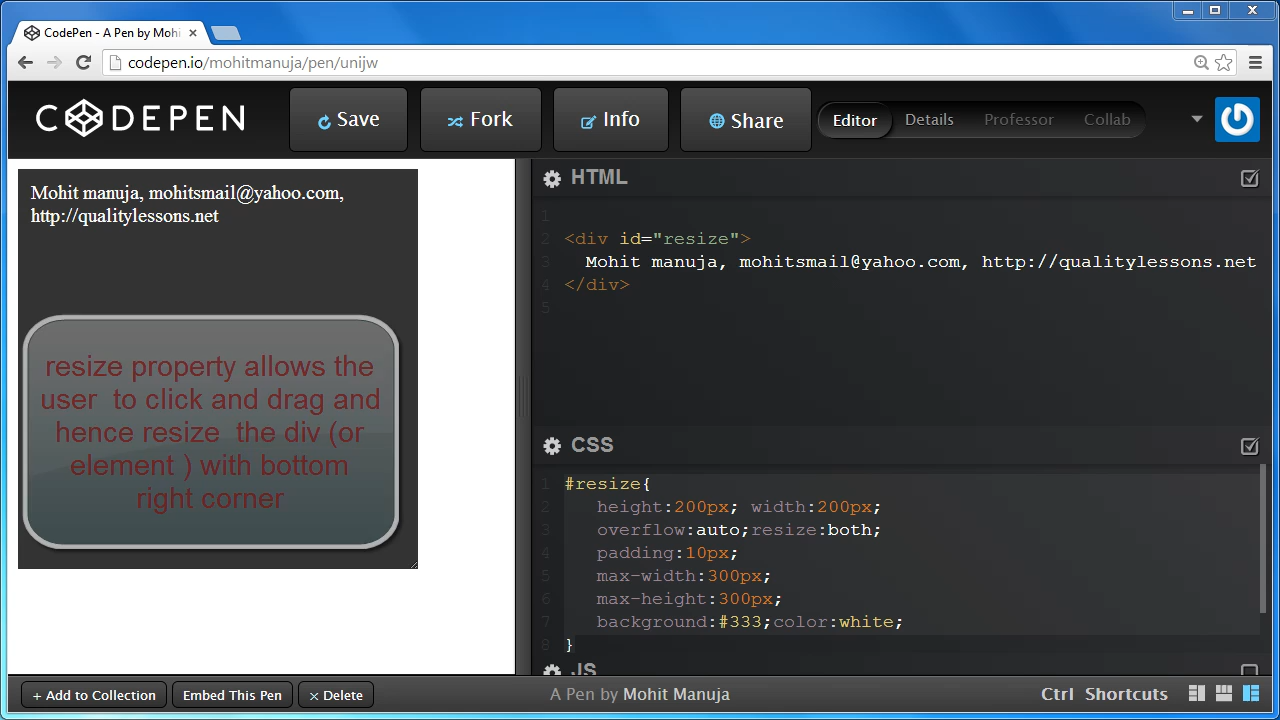 CodePen - A Pen by Mohi
codepen.io/mohitmanuja/pen/unijw
CODEPEN
Save
Fork
Info
Share
Editor
Details
Professor
Collab
Mohit manuja, mohitsmail@yahoo.com,
http://qualitylessons.net
resize property allows the
user to click and drag and
hence resize the div (or
element ) with bottom
right corner
HTML
1
2 <div id="resize">
3 Mohit manuja, mohitsmail@yahoo.com, http://qualitylessons.net
4 </div>
5
CSS
1 #resize{
2 height:200px; width:200px;
3 overflow:auto;resize:both;
4 padding:10px;
5 max-width:300px;
6 max-height:300px;
7 background:#333;color:white;
8 }
JS
+ Add to Collection
Embed This Pen
× Delete
A Pen by Mohit Manuja
Ctrl Shortcuts